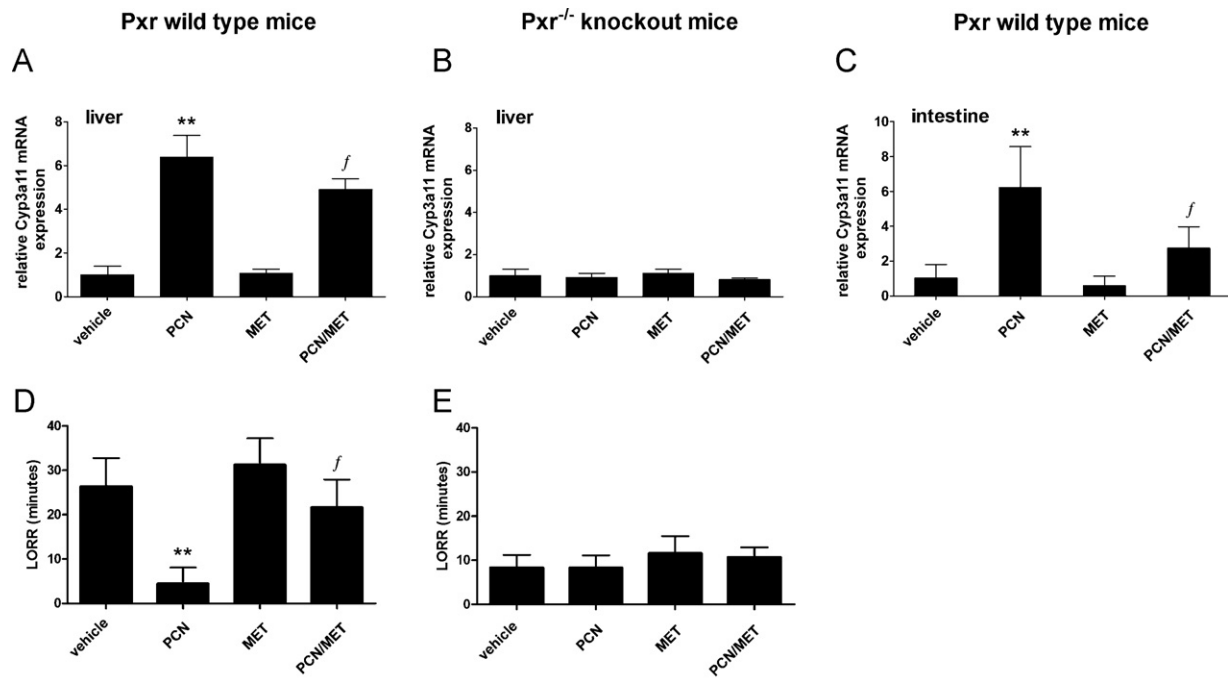 Pxr wild type mice
Pxr-/- knockout mice
Pxr wild type mice
A
liver
relative Cyp3a11 mRNA
expression
8
6
4
2
0
**
f
vehicle
PCN
MET
PCN/MET
B
liver
relative Cyp3a11 mRNA
expression
8
6
4
2
0
vehicle
PCN
MET
PCN/MET
C
intestine
relative Cyp3a11 mRNA
expression
10
8
6
4
2
0
**
f
vehicle
PCN
MET
PCN/MET
D
LORR (minutes)
40
30
20
10
0
**
f
vehicle
PCN
MET
PCN/MET
E
LORR (minutes)
40
30
20
10
0
vehicle
PCN
MET
PCN/MET